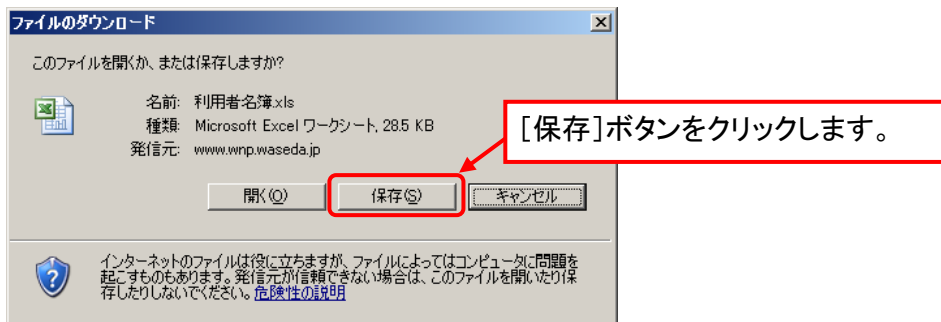 ファイルのダウンロード
このファイルを開くか、または保存しますか?
名前: 利用者名簿.xls
種類: Microsoft Excel ワークシート, 28.5 KB
発信元: www.wnp.waseda.jp
[保存]ボタンをクリックします。
開く(O) 保存(S) キャンセル
インターネットのファイルは役に立ちますが、ファイルによってはコンピュータに問題を
起こすものもあります。発信元が信頼できない場合は、このファイルを開いたり保
存したりしないでください。危険性の説明